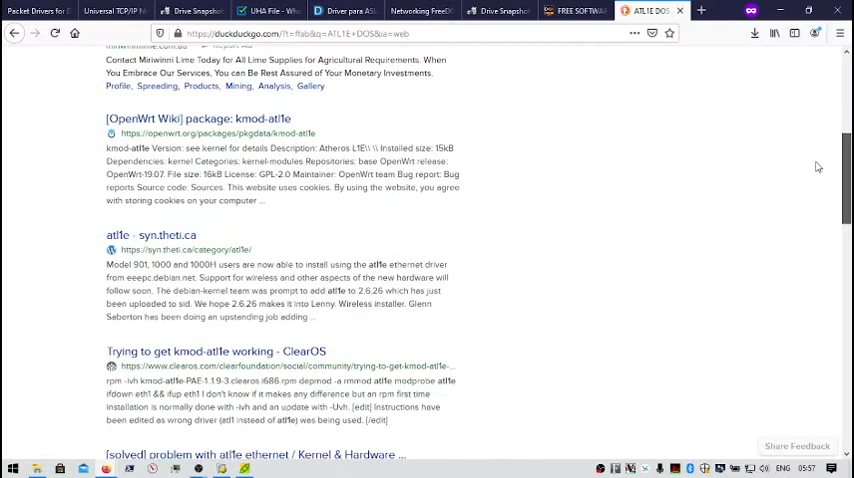 Packet Drivers for D
Universal TCP/IP Ne
Drive Snapshot
UHA File - Wha
Driver para ASU
Networking FreeDO
Drive Snapshot
FREE SOFTWAR
ATL1E DOS
https://duckduckgo.com/?t=ffab&q=ATL1E+DOS&ia=web
Contact Miriwinni Lime Today for All Lime Supplies for Agricultural Requirements. When
You Embrace Our Services, You can Be Rest Assured of Your Monetary Investments.
Profile, Spreading, Products, Mining, Analysis, Gallery
[OpenWrt Wiki] package: kmod-atl1e
https://openwrt.org/packages/pkgdata/kmod-atl1e
kmod-atl1e Version: see kernel for details Description: Atheros L1E\\ \\ Installed size: 15kB
Dependencies: kernel Categories: kernel-modules Repositories: base OpenWrt release:
OpenWrt-19.07. File size: 16kB License: GPL-2.0 Maintainer: OpenWrt team Bug report: Bug
reports Source code: Sources. This website uses cookies. By using the website, you agree
with storing cookies on your computer ...
atl1e - syn.theti.ca
https://syn.theti.ca/category/atl1e/
Model 901, 1000 and 1000H users are now able to install using the atl1e ethernet driver
from eeepc.debian.net. Support for wireless and other aspects of the new hardware will
follow soon. The debian-kernel team was prompt to add atl1e to 2.6.26 which has just
been uploaded to sid. We hope 2.6.26 makes it into Lenny. Wireless installer. Glenn
Saberton has been doing an upstanding job adding ...
Trying to get kmod-atl1e working - ClearOS
https://www.clearos.com/clearfoundation/social/community/trying-to-get-kmod-atl1e-...
rpm -ivh kmod-atl1e-PAE-1.1.9-3.clearos.i686 rpm depmod -a rmmod atl1e modprobe atl1e
ifdown eth1 && ifup eth1 I don't know if it makes any difference but an rpm first time
installation is normally done with -ivh and an update with -Uvh. [edit] Instructions have
been edited as wrong driver (atl1 instead of atl1e) was being used. [/edit]
[solved] problem with atl1e ethernet / Kernel & Hardware ...
Share Feedback
ENG
05:57